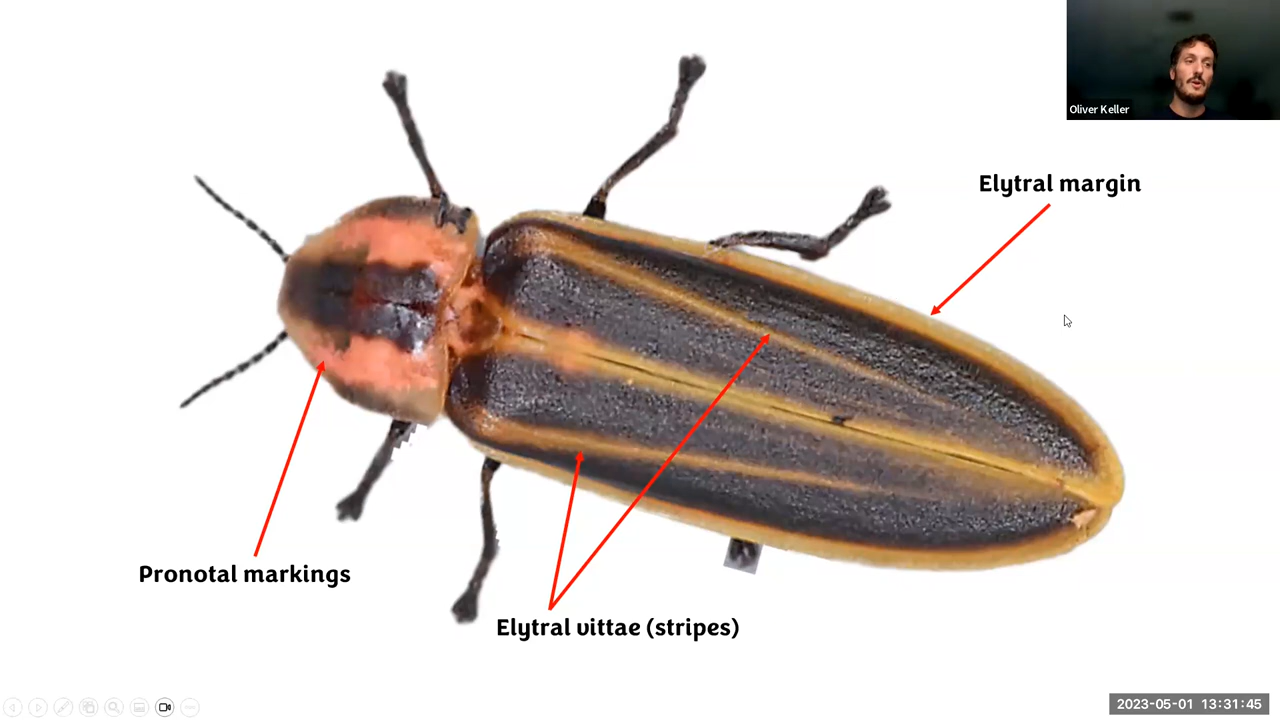 Oliver Keller
Elytral margin
Pronotal markings
Elytral vittae (stripes)
2023-05-01 13:31:45